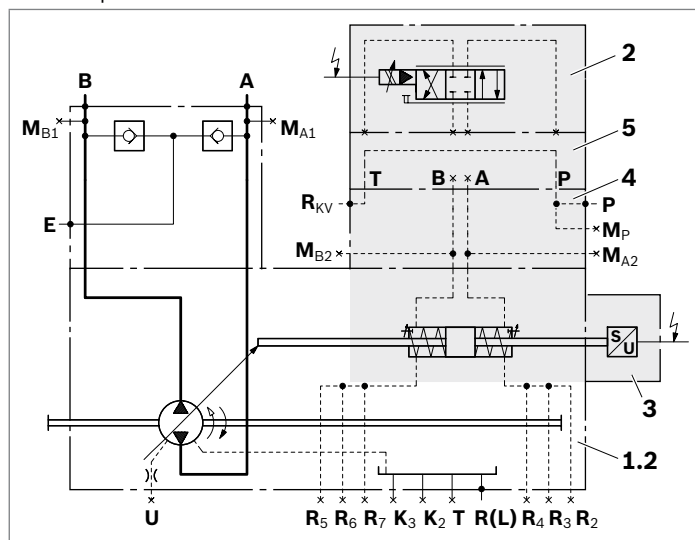 B A 2
M_B1 M_A1 5
T B A P 4
R_KV P
E M_P
M_B2 M_A2
S
U
3
1.2
U R_5 R_6 R_7 K_3 K_2 T R(L) R_4 R_3 R_2